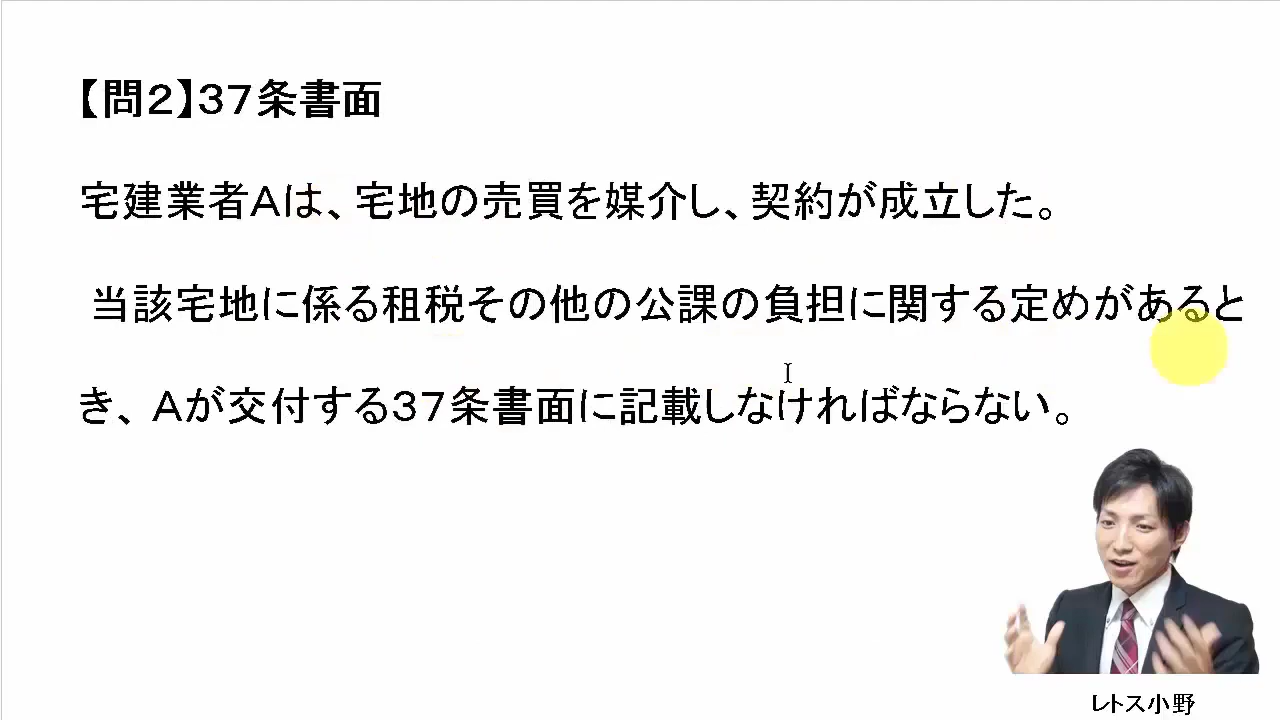 【問２】３７条書面
宅建業者Ａは、宅地の売買を媒介し、契約が成立した。
当該宅地に係る租税その他の公課の負担に関する定めがあると
き、Ａが交付する３７条書面に記載しなければならない。
レトス小野